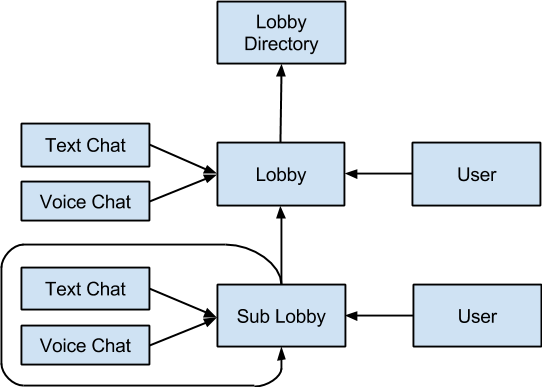 Lobby
Directory
Text Chat
Voice Chat
Lobby
User
Text Chat
Voice Chat
Sub Lobby
User